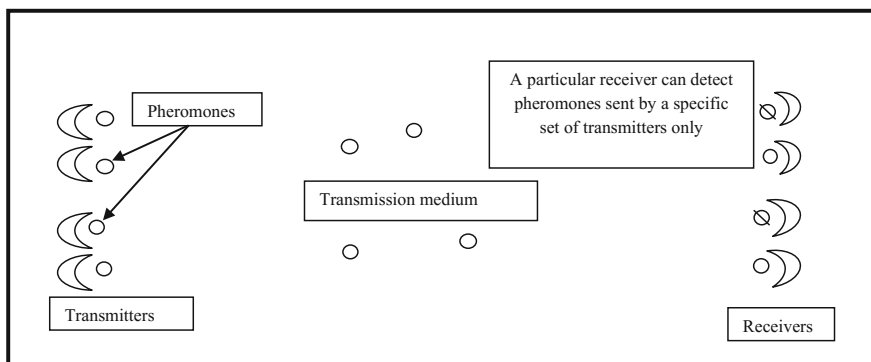 Pheromones
A particular receiver can detect
pheromones sent by a specific
set of transmitters only
Transmission medium
Transmitters
Receivers